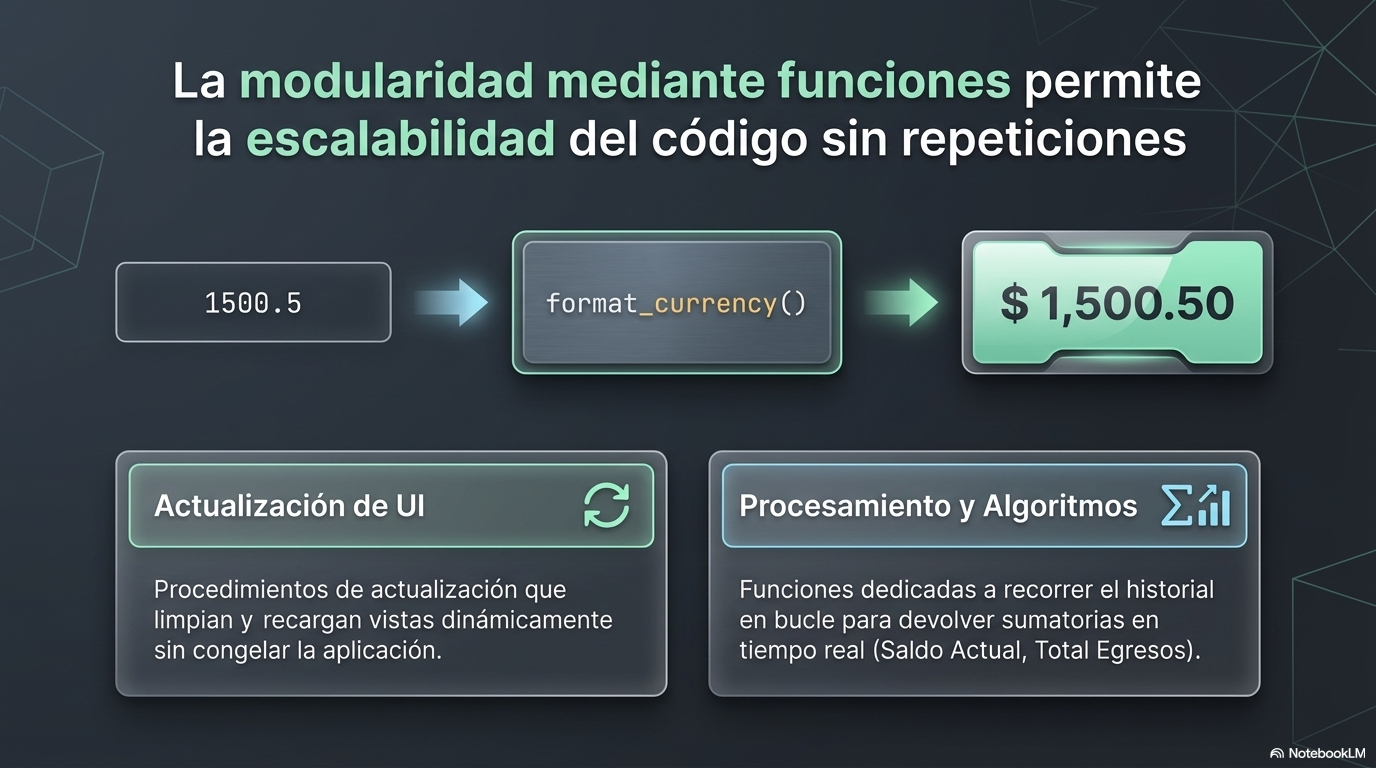 La modularidad mediante funciones permite
la escalabilidad del código sin repeticiones
1500.5
format_currency()
$ 1,500.50
Actualización de UI
Procedimientos de actualización que
limpian y recargan vistas dinámicamente
sin congelar la aplicación.
Procesamiento y Algoritmos
Funciones dedicadas a recorrer el historial
en bucle para devolver sumatorias en
tiempo real (Saldo Actual, Total Egresos).
NotebookLM